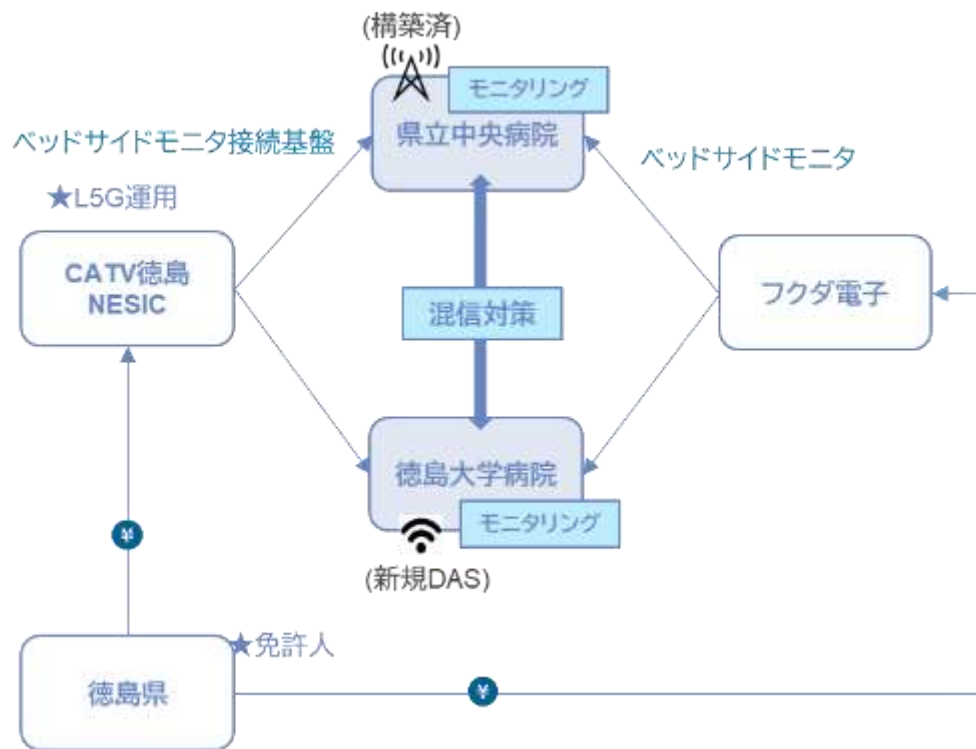 (構築済)
モニタリング
県立中央病院
ベッドサイドモニタ接続基盤
ベッドサイドモニタ
★L5G運用
CATV徳島
NESIC
混信対策
フクダ電子
徳島大学病院
モニタリング
(新規DAS)
¥
★免許人
徳島県
¥